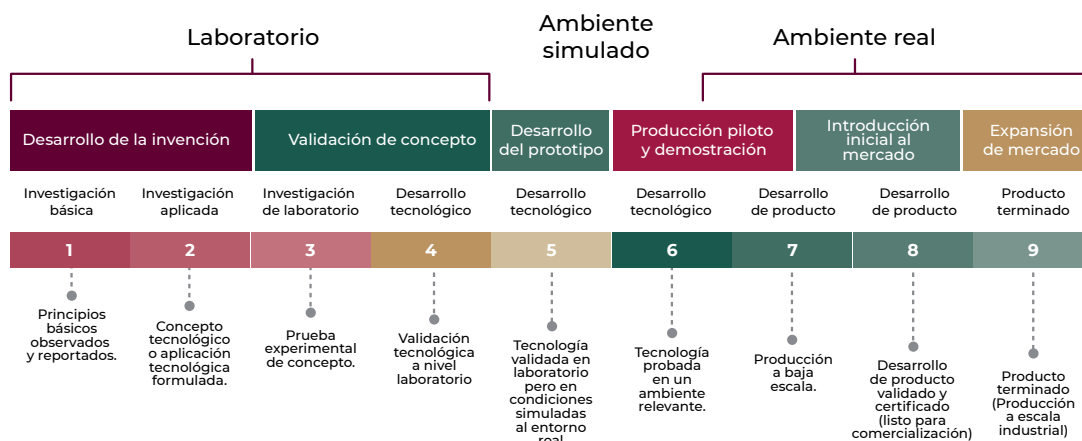 Laboratorio
Ambiente
simulado
Ambiente real
Desarrollo de la invención
Validación de concepto
Desarrollo
del prototipo
Producción piloto
y demostración
Introducción
inicial al
mercado
Expansión
de mercado
Investigación
básica
Investigación
aplicada
Investigación
de laboratorio
Desarrollo
tecnológico
Desarrollo
tecnológico
Desarrollo
tecnológico
Desarrollo
de producto
Desarrollo
de producto
Producto
terminado
1
2
3
4
5
6
7
8
9
Principios
básicos
observados
y reportados.
Concepto
tecnológico
o aplicación
tecnológica
formulada.
Prueba
experimental
de concepto.
Validación
tecnológica
a nivel
laboratorio
Tecnología
validada en
laboratorio
pero en
condiciones
simuladas
al entorno
real
Tecnología
probada
en un
ambiente
relevante.
Producción
a baja
escala.
Desarrollo
de producto
validado y
certificado
(listo para
comercialización)
Producto
terminado
(Producción
a escala
industrial)